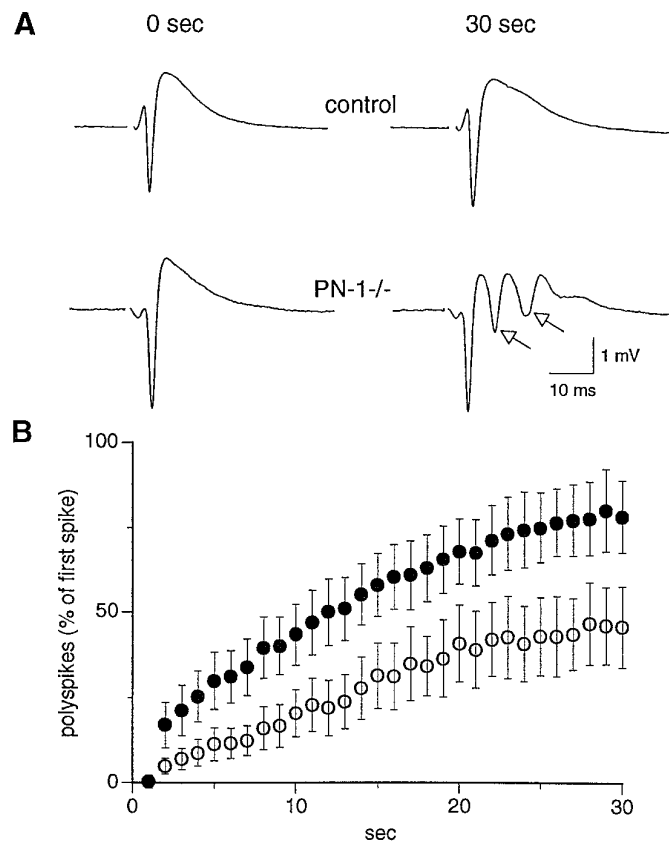 A
0 sec
30 sec
control
PN-1-/-
1 mV
10 ms
B
polyspikes (% of first spike)
100
50
0
0
10
20
30
sec